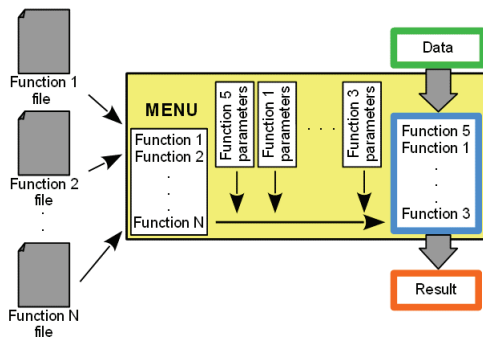 Function 1
file
Function 2
file
.
.
Function N
file
MENU
Function 1
Function 2
.
.
.
Function N
Function 5
parameters
Function 1
parameters
. . .
Function 3
parameters
Data
Function 5
Function 1
.
.
.
Function 3
Result